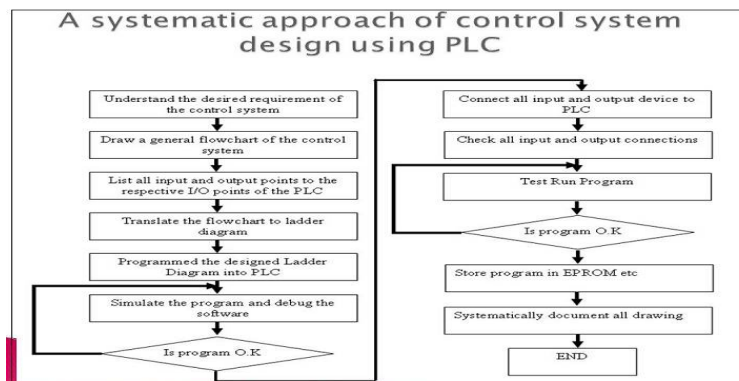 A systematic approach of control system
design using PLC
Understand the desired requirement of
the control system
Draw a general flowchart of the control
system
List all input and output points to the
respective I/O points of the PLC
Translate the flowchart to ladder
diagram
Programmed the designed Ladder
Diagram into PLC
Simulate the program and debug the
software
Is program O.K
Connect all input and output device to
PLC
Check all input and output connections
Test Run Program
Is program O.K
Store program in EPROM etc
Systematically document all drawing
END